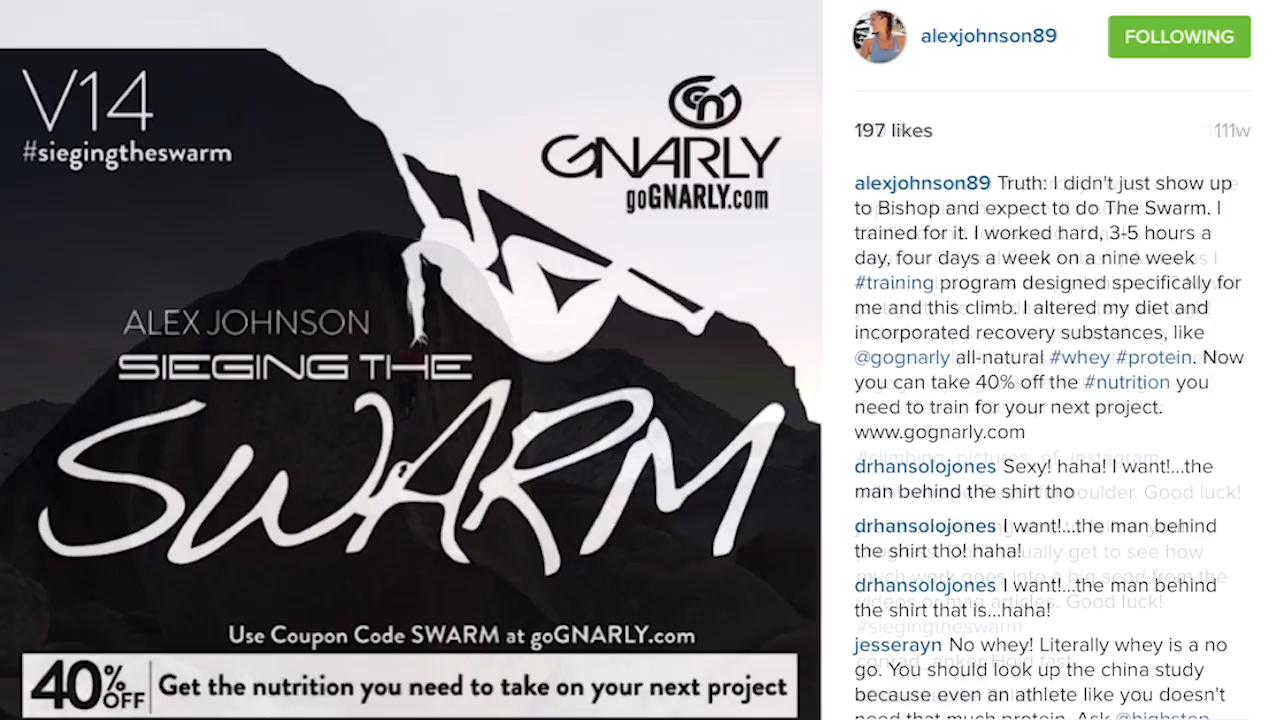 V14
#siegingtheswarm
GNARLY
goGNARLY.com
ALEX JOHNSON
SIEGING THE
SWARM
Use Coupon Code SWARM at goGNARLY.com
40% OFF
Get the nutrition you need to take on your next project
alexjohnson89
FOLLOWING
197 likes
111w
alexjohnson89 Truth: I didn't just show up
to Bishop and expect to do The Swarm. I
trained for it. I worked hard, 3-5 hours a
day, four days a week on a nine week
#training program designed specifically for
me and this climb. I altered my diet and
incorporated recovery substances, like
@gognarly all-natural #whey #protein. Now
you can take 40% off the #nutrition you
need to train for your next project.
www.gognarly.com
drhansolojones Sexy! haha! I want!...the
man behind the shirt tho
drhansolojones I want!...the man behind
the shirt tho! haha!
drhansolojones I want!...the man behind
the shirt that is...haha!
jesserayn No whey! Literally whey is a no
go. You should look up the china study
because even an athlete like you doesn't
need that much protein. Ask @highstep